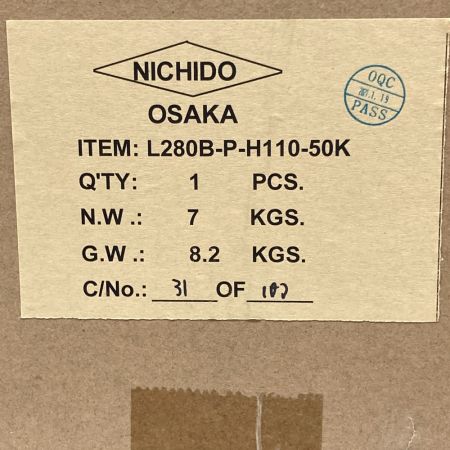 NICHIDO
OSAKA
OQC
PASS
ITEM: L280B-P-H110-50K
Q'TY: 1 PCS.
N.W .: 7 KGS.
G.W .: 8.2 KGS.
C/No.: 31 OF